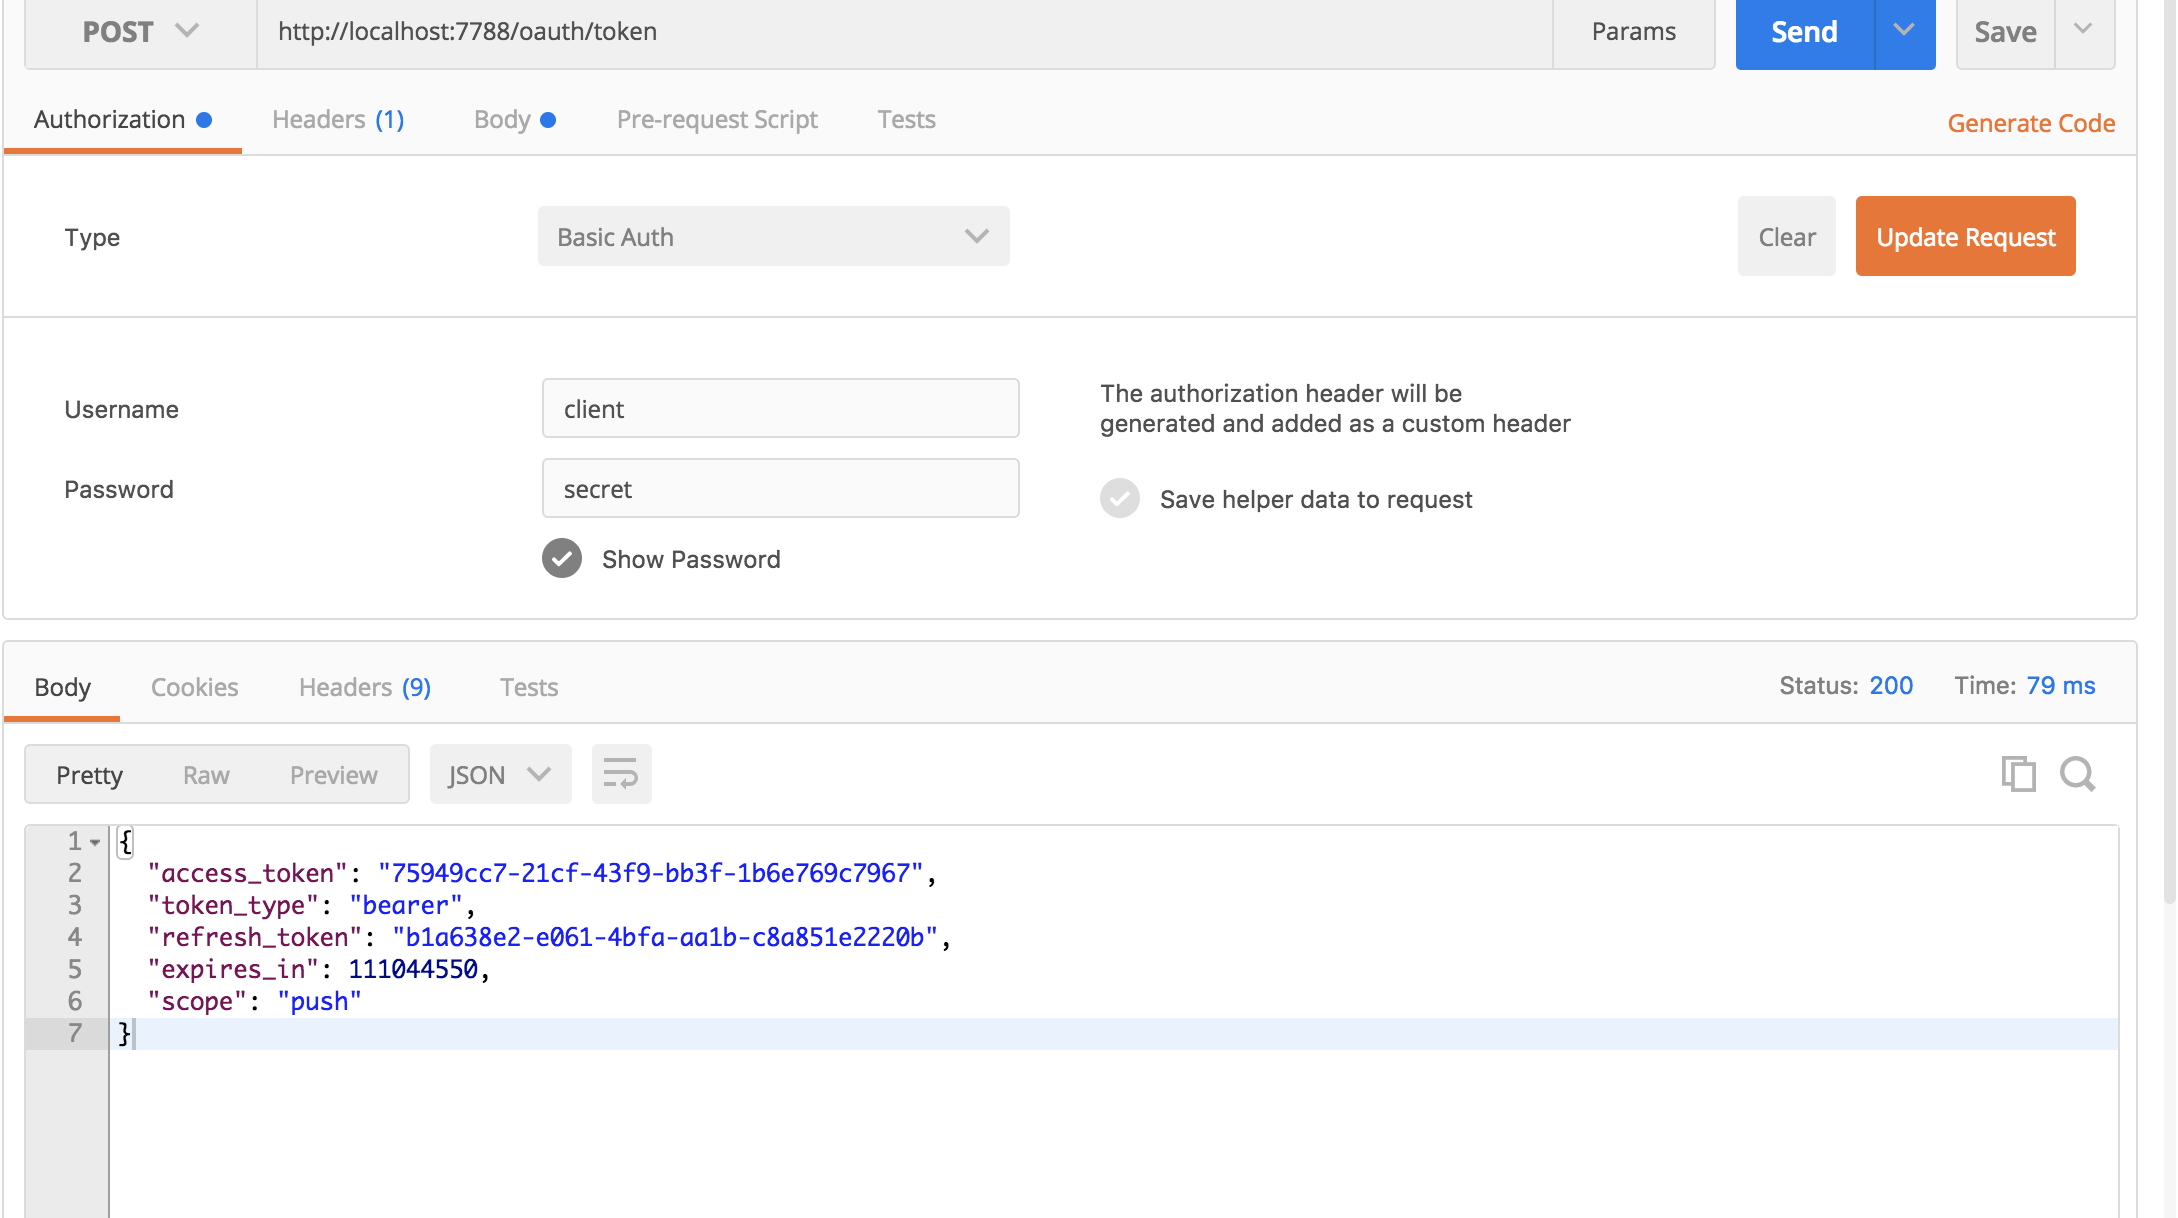 POST http://localhost:7788/oauth/token Params Send Save
Authorization Headers (1) Body Pre-request Script Tests Generate Code
Type Basic Auth Clear Update Request
Username client
The authorization header will be
generated and added as a custom header
Password secret
Save helper data to request
Show Password
Body Cookies Headers (9) Tests Status: 200 Time: 79 ms
Pretty Raw Preview JSON
1 {
2 "access_token": "75949cc7-21cf-43f9-bb3f-1b6e769c7967",
3 "token_type": "bearer",
4 "refresh_token": "b1a638e2-e061-4bfa-aa1b-c8a851e2220b",
5 "expires_in": 111044550,
6 "scope": "push"
7 }